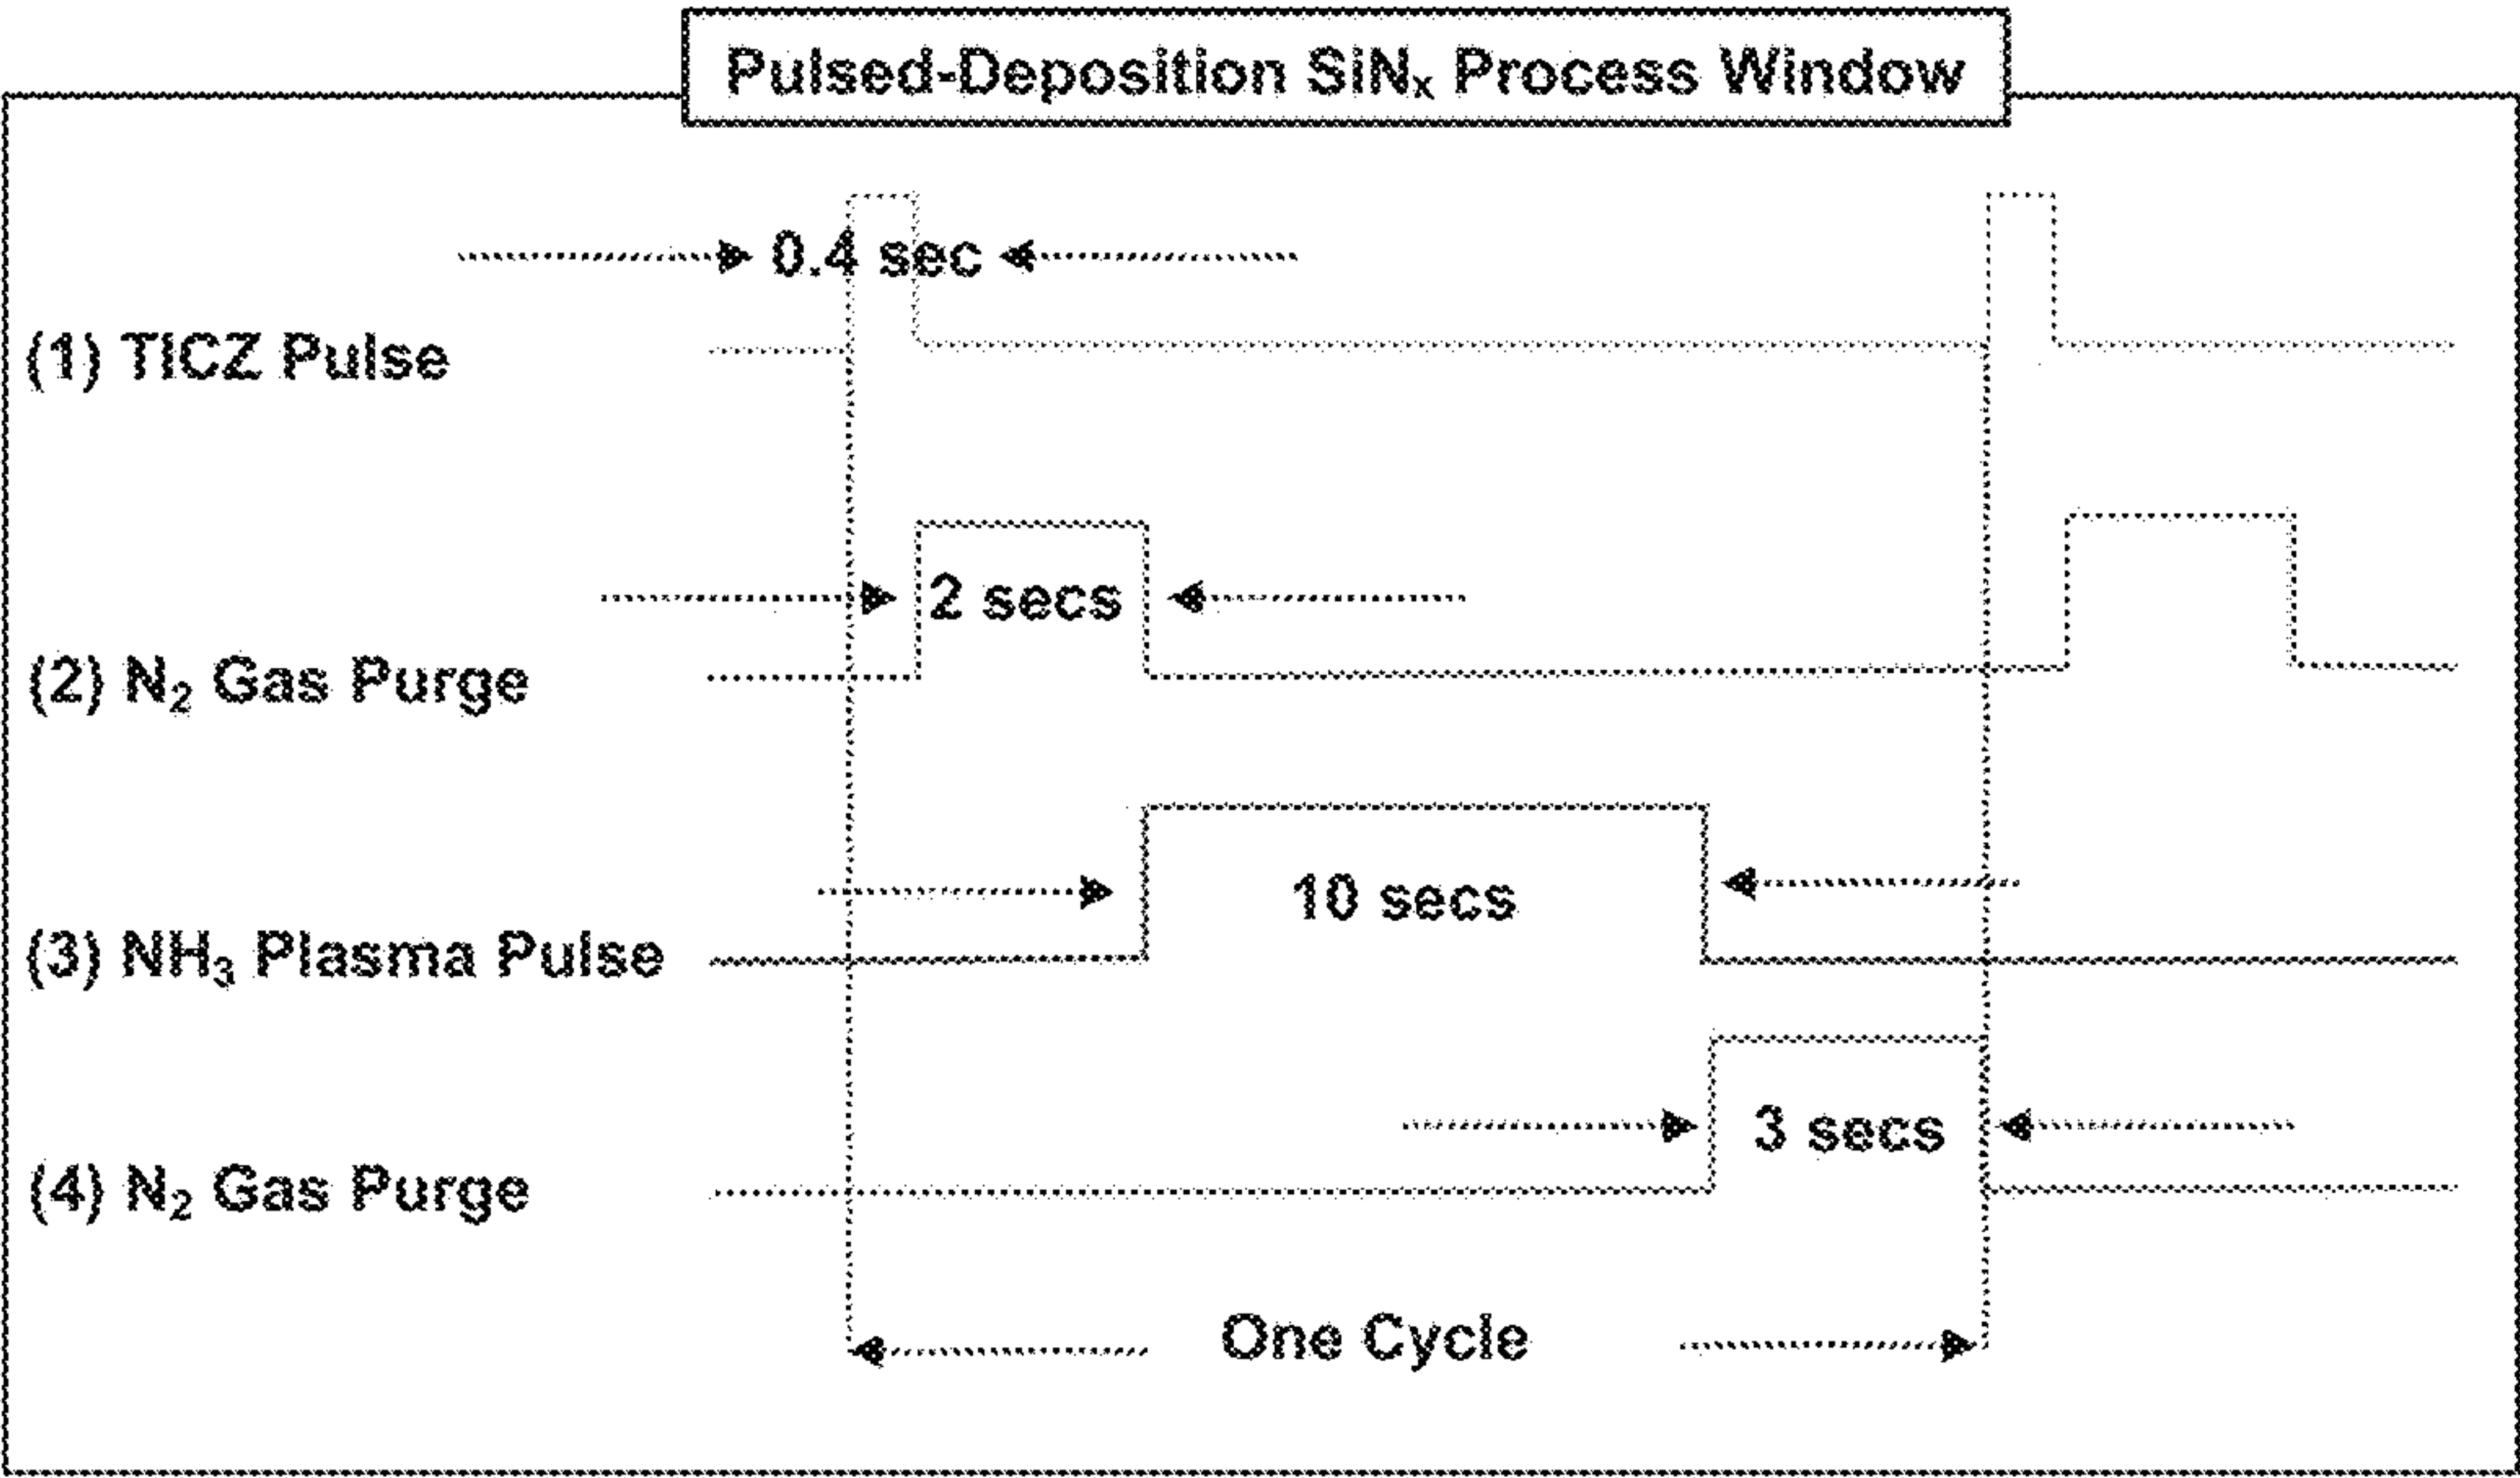 Pulsed-Deposition SiNₓ Process Window
0.4 sec
(1) TICZ Pulse
2 secs
(2) N₂ Gas Purge
10 secs
(3) NH₃ Plasma Pulse
3 secs
(4) N₂ Gas Purge
One Cycle